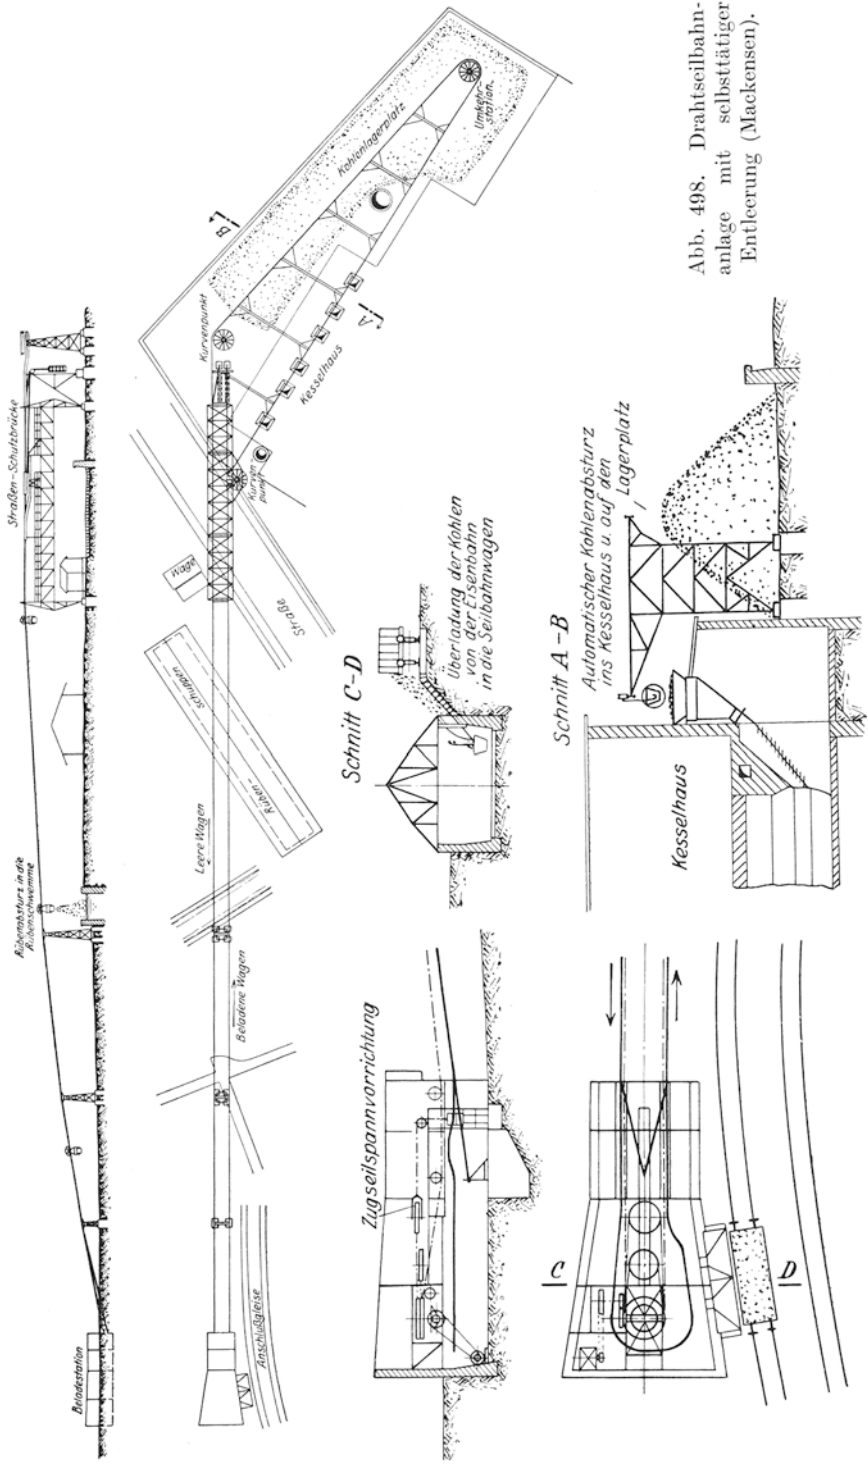 Straßen-Schutzbrücke
Rübenabsturz in die
Rübenschwemme
Beladestation
Kohlenlagerplatz
Umkehr-
station
B
A
Kurvenpunkt
Kesselhaus
Kurven-
punkt
Wage
Straße
Rüben-
schuppen
Leere Wagen
Beladene Wagen
Anschlußgleise
Schnitt C-D
Überladung der Kohlen
von der Eisenbahn
in die Seilbahnwagen
Zugseilspannvorrichtung
Schnitt A-B
Automatischer Kohlenabsturz
ins Kesselhaus u. auf den
Lagerplatz
Kesselhaus
C
D
Abb. 498. Drahtseilbahn-
anlage mit selbsttätiger
Entleerung (Mackensen).